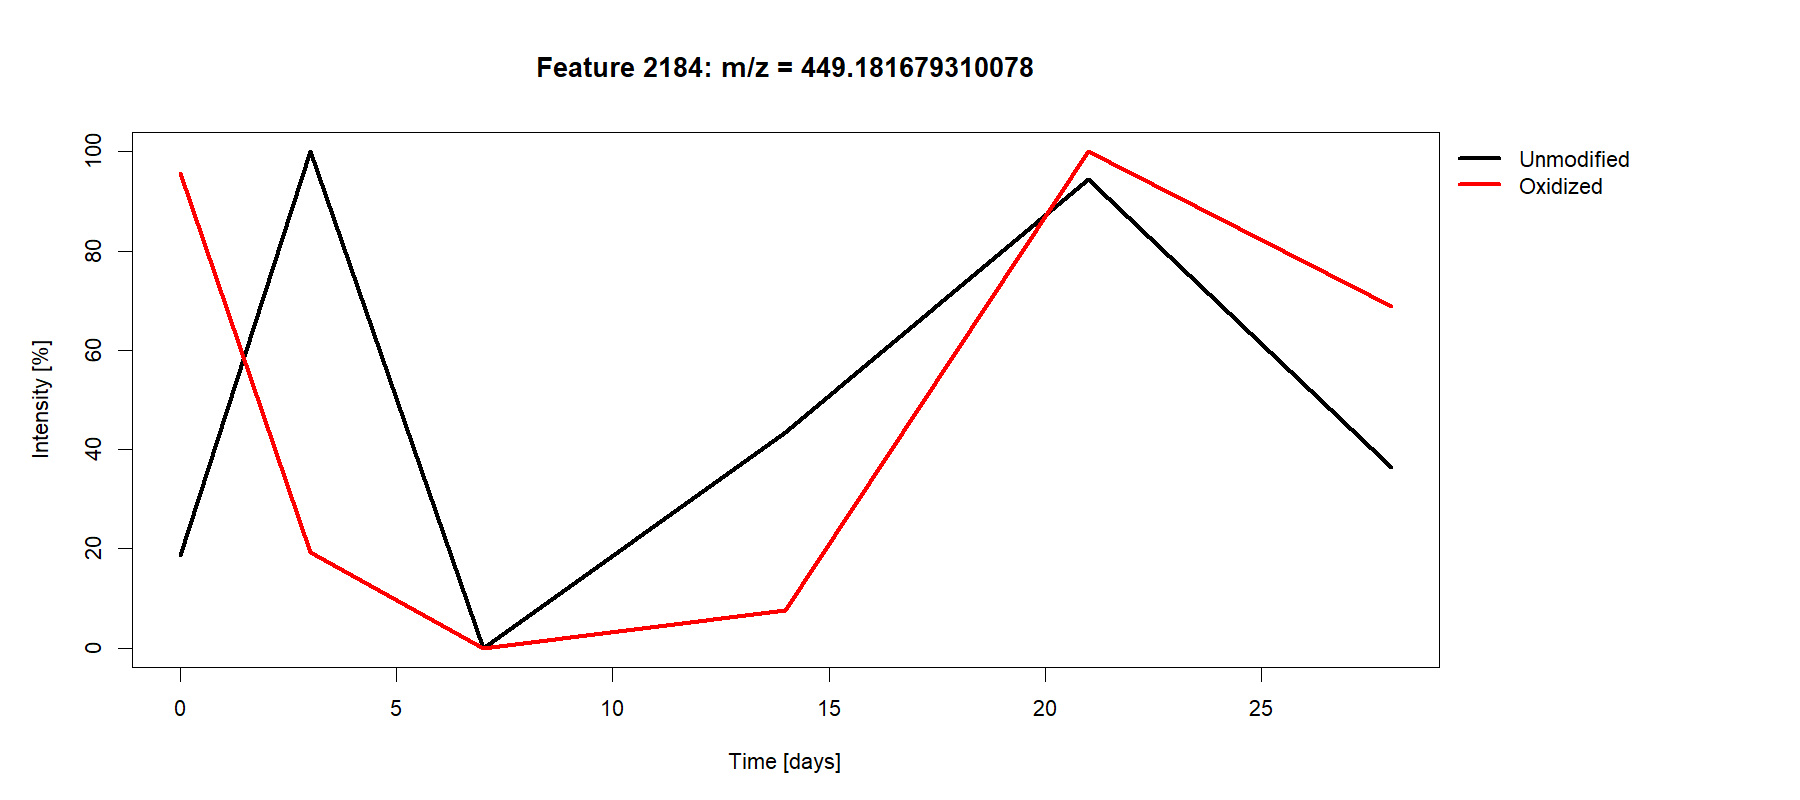 Feature 2184: m/z = 449.181679310078
Unmodified
Oxidized
Intensity [%]
100
80
60
40
20
0
0 5 10 15 20 25
Time [days]